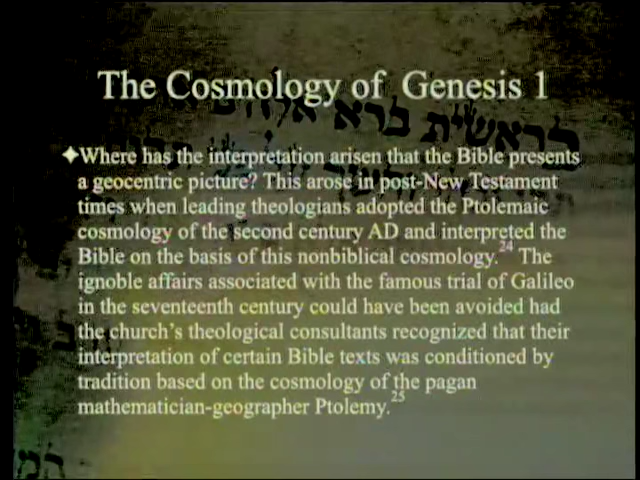 The Cosmology of Genesis 1
בראשית ברא אלהים
✦Where has the interpretation arisen that the Bible presents
a geocentric picture? This arose in post-New Testament
times when leading theologians adopted the Ptolemaic
cosmology of the second century AD and interpreted the
Bible on the basis of this nonbiblical cosmology.24 The
ignoble affairs associated with the famous trial of Galileo
in the seventeenth century could have been avoided had
the church's theological consultants recognized that their
interpretation of certain Bible texts was conditioned by
tradition based on the cosmology of the pagan
mathematician-geographer Ptolemy.25